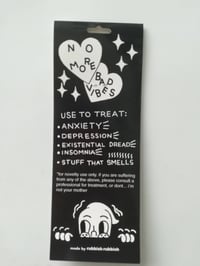 NO
MORE BAD
VIBES
USE TO TREAT:
• ANXIETY
• DEPRESSION
• EXISTENTIAL DREAD
• INSOMNIA
• STUFF THAT SMELLS
*for novelty use only. if you are suffering
from any of the above, please consult a
professional for treatment, or dont... i'm
not your mother
made by rubbish rubbish